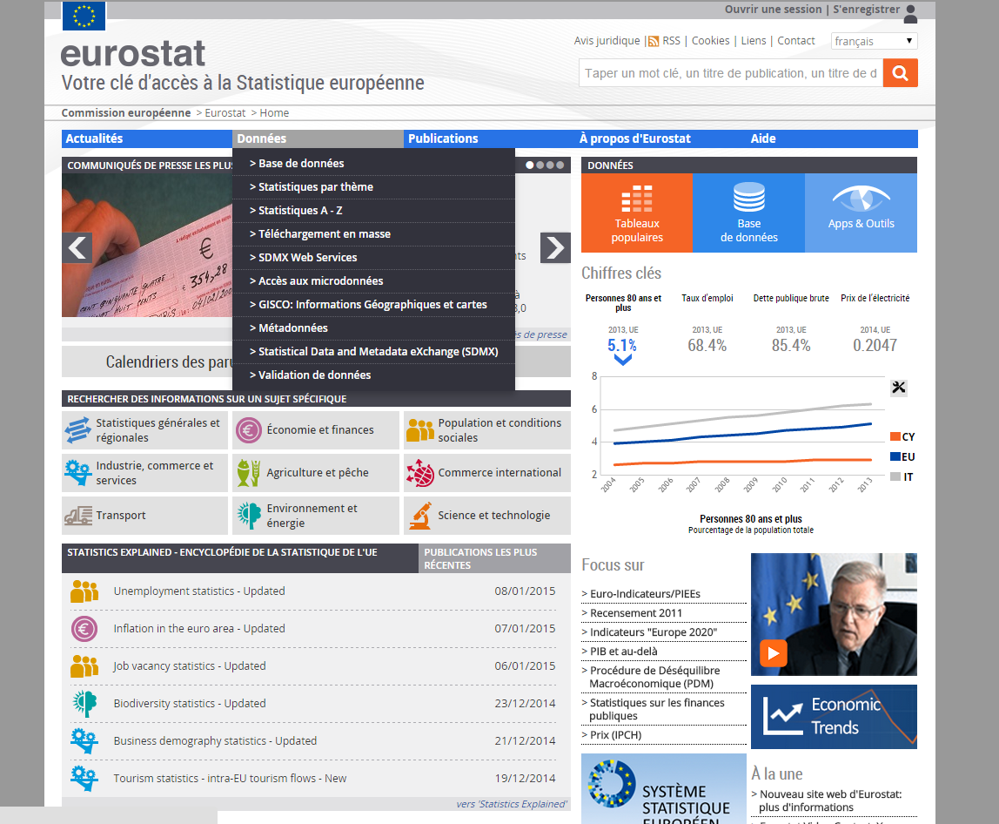 Ouvrir une session | S'enregistrer
Avis juridique | RSS | Cookies | Liens | Contact
français
eurostat
Votre clé d'accès à la Statistique européenne
Taper un mot clé, un titre de publication, un titre de d
Commission européenne > Eurostat > Home
Actualités
Données
Publications
À propos d'Eurostat
Aide
> Base de données
> Statistiques par thème
> Statistiques A - Z
> Téléchargement en masse
> SDMX Web Services
> Accès aux microdonnées
> GISCO: Informations Géographiques et cartes
> Métadonnées
> Statistical Data and Metadata eXchange (SDMX)
> Validation de données
COMMUNIQUÉS DE PRESSE LES PLUS
€
354,28
CENT CINQUANTE QUATRE
04/02/200
nts
à
3,0
ès de presse
Calendriers des paru
RECHERCHER DES INFORMATIONS SUR UN SUJET SPÉCIFIQUE
Statistiques générales et
régionales
Économie et finances
Population et conditions
sociales
Industrie, commerce et
services
Agriculture et pêche
Commerce international
Transport
Environnement et
énergie
Science et technologie
STATISTICS EXPLAINED - ENCYCLOPÉDIE DE LA STATISTIQUE DE L'UE
PUBLICATIONS LES PLUS
RÉCENTES
Unemployment statistics - Updated 08/01/2015
Inflation in the euro area - Updated 07/01/2015
Job vacancy statistics - Updated 06/01/2015
Biodiversity statistics - Updated 23/12/2014
Business demography statistics - Updated 21/12/2014
Tourism statistics - intra-EU tourism flows - New 19/12/2014
vers 'Statistics Explained'
DONNÉES
Tableaux
populaires
Base
de données
Apps & Outils
Chiffres clés
Personnes 80 ans et
plus
2013, UE
5.1%
Taux d'emploi
2013, UE
68.4%
Dette publique brute
2013, UE
85.4%
Prix de l'électricité
2014, UE
0.2047
8
6
4
2
2004 2005 2006 2007 2008 2009 2010 2011 2012 2013
CY
EU
IT
Personnes 80 ans et plus
Pourcentage de la population totale
Focus sur
> Euro-Indicateurs/PIEEs
> Recensement 2011
> Indicateurs "Europe 2020"
> PIB et au-delà
> Procédure de Déséquilibre
Macroéconomique (PDM)
> Statistiques sur les finances
publiques
> Prix (IPCH)
Economic
Trends
SYSTÈME
STATISTIQUE
EUROPÉEN
À la une
> Nouveau site web d'Eurostat:
plus d'informations